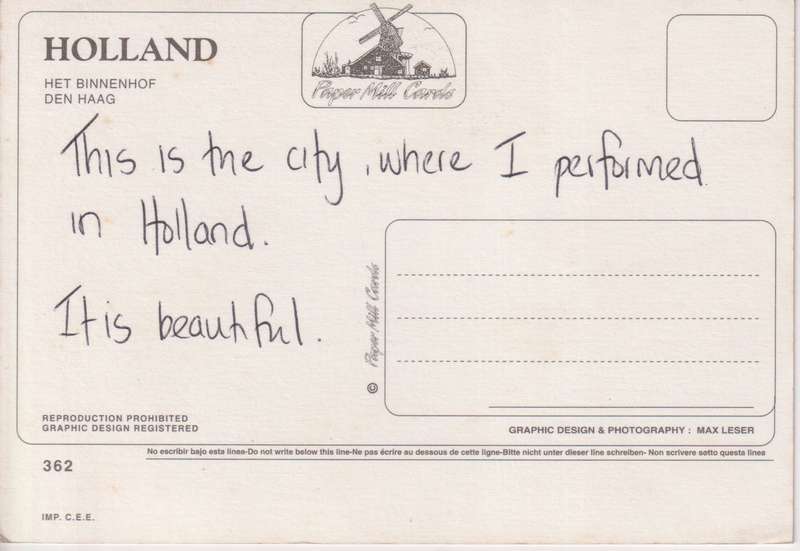 HOLLAND
HET BINNENHOF
DEN HAAG
Paper Mill Cards
This is the city, where I performed
in Holland.
It is beautiful.
© Paper Mill Cards
REPRODUCTION PROHIBITED
GRAPHIC DESIGN REGISTERED
GRAPHIC DESIGN & PHOTOGRAPHY : MAX LESER
No escribir bajo esta linea-Do not write below this line-Ne pas écrire au dessous de cette ligne-Bitte nicht unter dieser line schreiben- Non scrivere sotto questa linea
362
IMP. C.E.E.